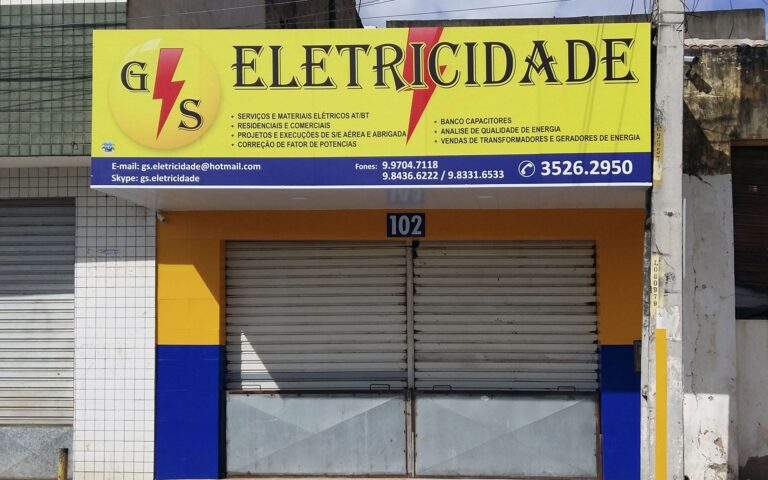 GS ELETRICIDADE
• SERVIÇOS E MATERIAIS ELÉTRICOS AT/BT
• RESIDENCIAIS E COMERCIAIS
• PROJETOS E EXECUÇÕES DE S/E AÉREA E ABRIGADA
• CORREÇÃO DE FATOR DE POTENCIAS
• BANCO CAPACITORES
• ANALISE DE QUALIDADE DE ENERGIA
• VENDAS DE TRANSFORMADORES E GERADORES DE ENERGIA
E-mail: gs.eletricidade@hotmail.com
Skype: gs.eletricidade
Fones: 9.9704.7118
9.8436.6222 / 9.8331.6533
3526.2950
102
L080979